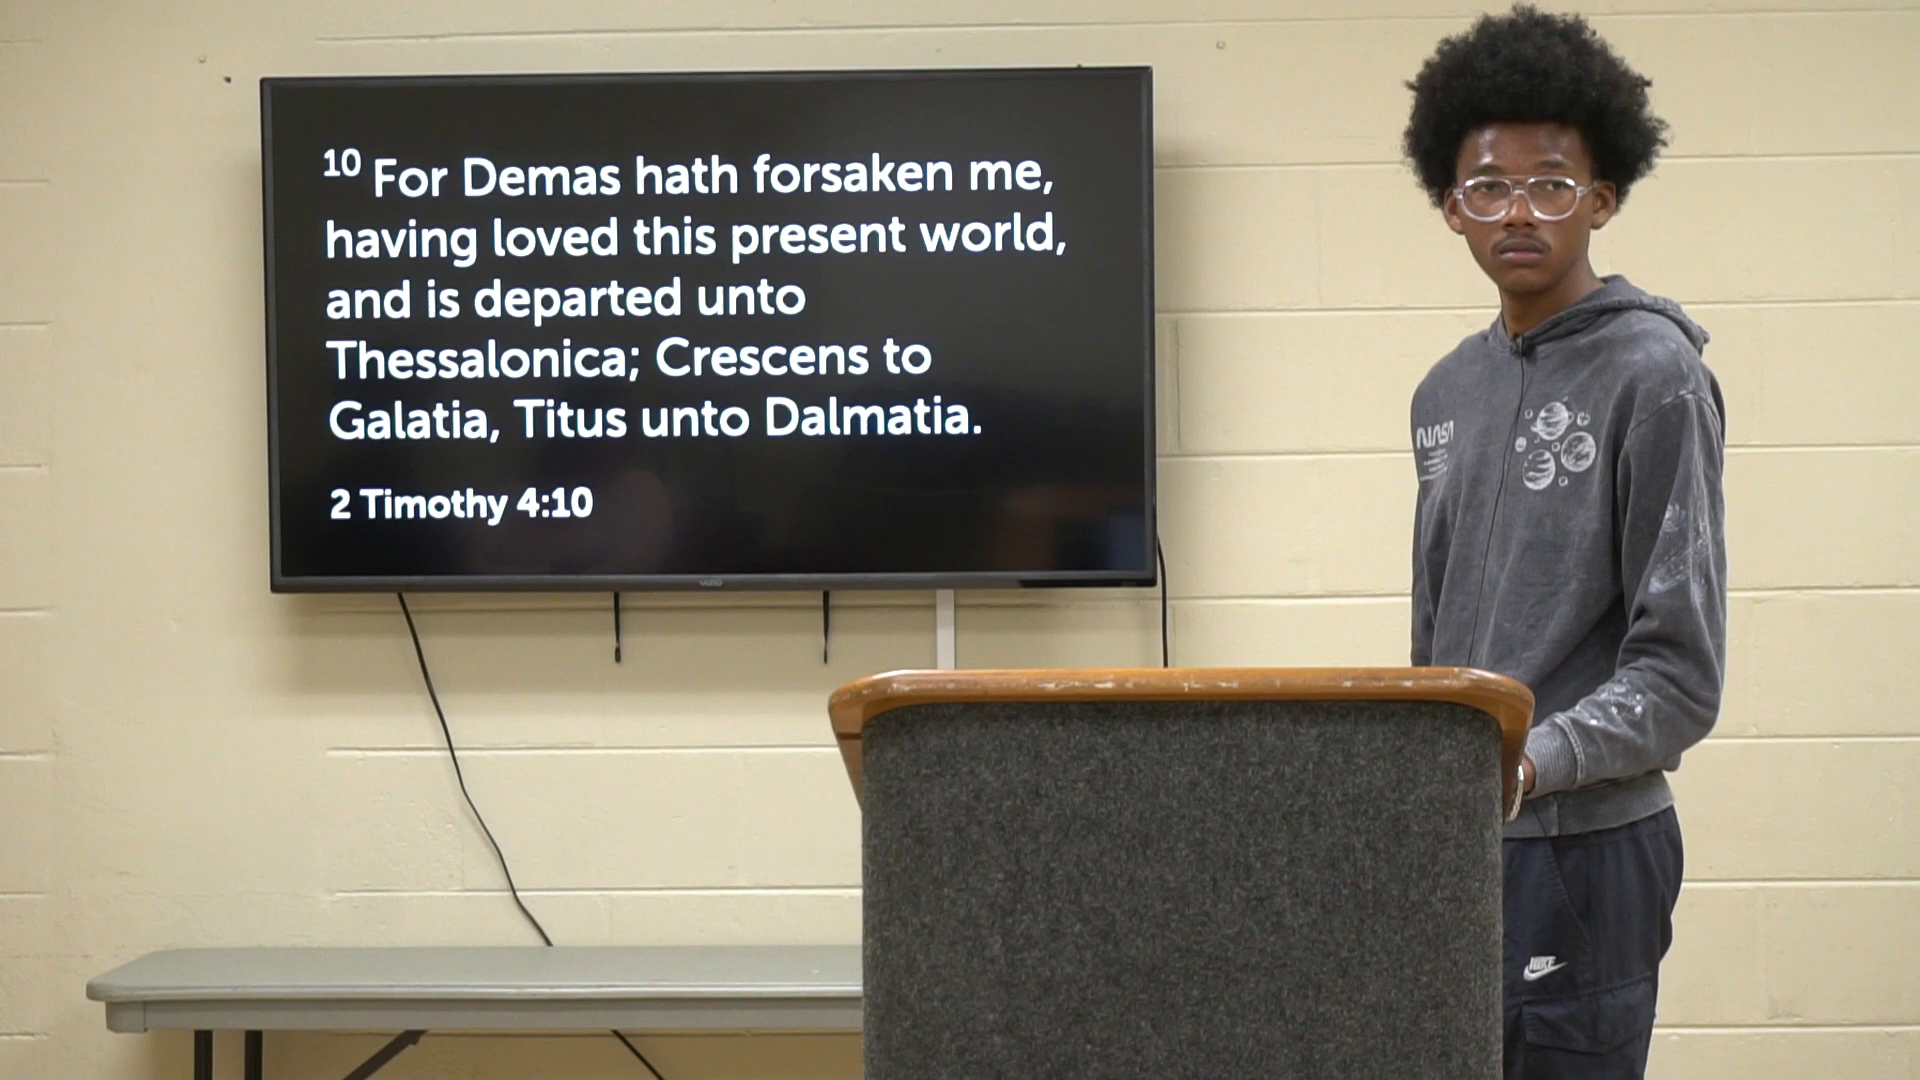 10 For Demas hath forsaken me,
having loved this present world,
and is departed unto
Thessalonica; Crescens to
Galatia, Titus unto Dalmatia.
2 Timothy 4:10
VIZIO
NASA
NIKE